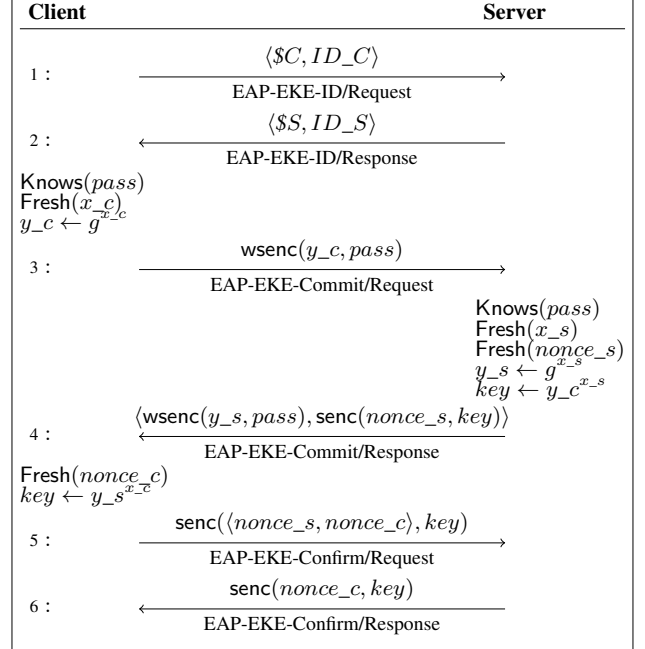 Client Server
⟨$C, ID_C⟩
1 :
EAP-EKE-ID/Request
⟨$S, ID_S⟩
2 :
EAP-EKE-ID/Response
Knows(pass)
Fresh(x_c)
y_c ← g^{x_c}
wsenc(y_c, pass)
3 :
EAP-EKE-Commit/Request
Knows(pass)
Fresh(x_s)
Fresh(nonce_s)
y_s ← g^{x_s}
key ← y_c^{x_s}
⟨wsenc(y_s, pass), senc(nonce_s, key)⟩
4 :
EAP-EKE-Commit/Response
Fresh(nonce_c)
key ← y_s^{x_c}
senc(⟨nonce_s, nonce_c⟩, key)
5 :
EAP-EKE-Confirm/Request
senc(nonce_c, key)
6 :
EAP-EKE-Confirm/Response